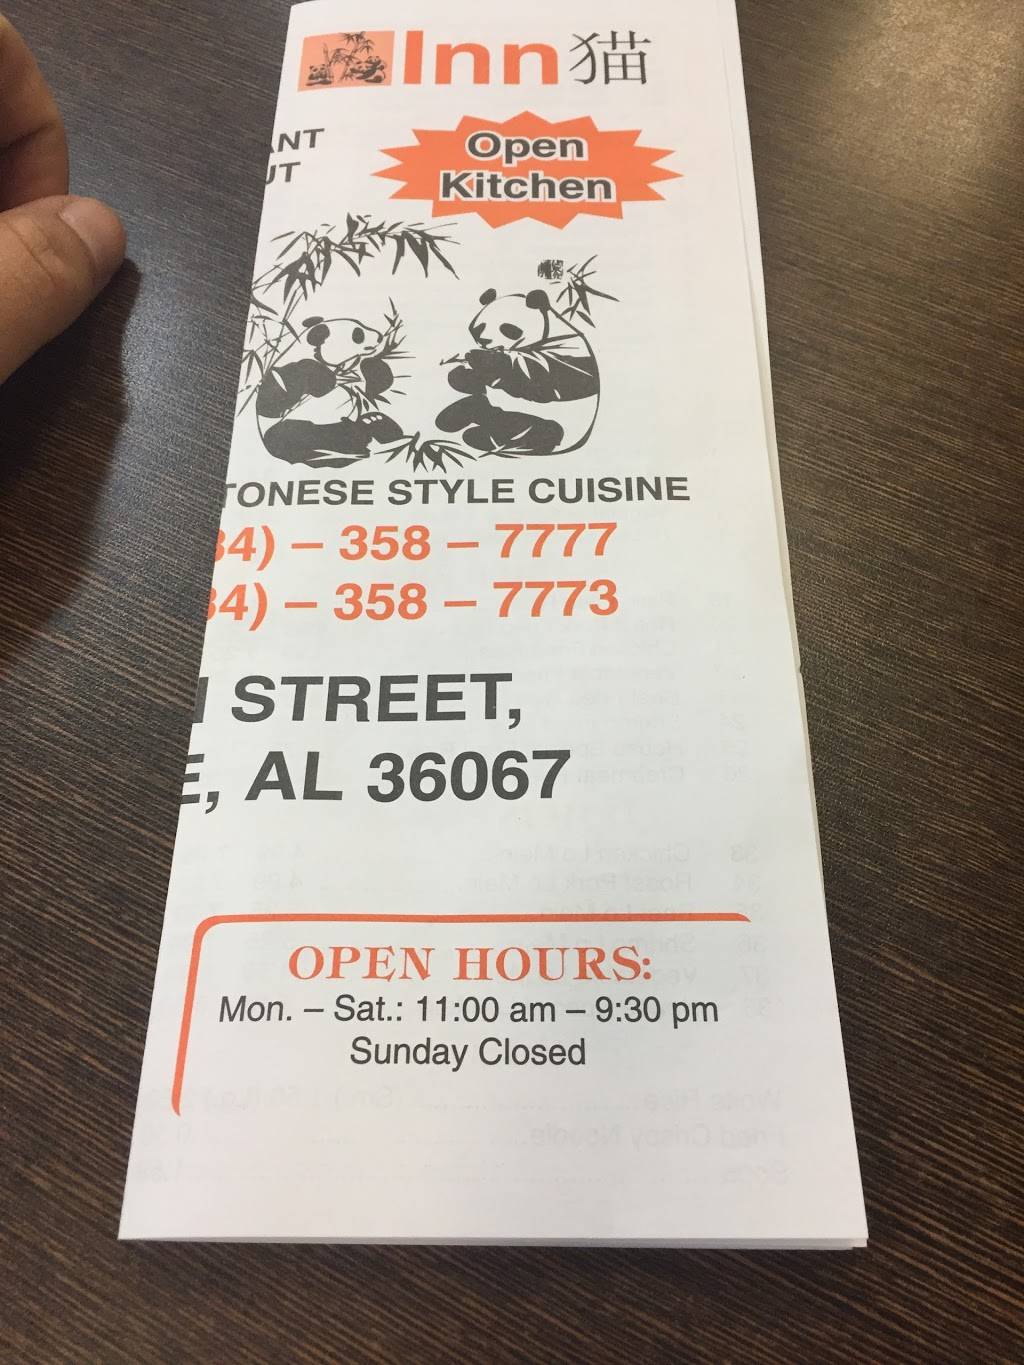 Inn 猫
ANT
UT
Open
Kitchen
TONESE STYLE CUISINE
34) – 358 – 7777
34) – 358 – 7773
STREET,
E, AL 36067
OPEN HOURS:
Mon. – Sat.: 11:00 am – 9:30 pm
Sunday Closed